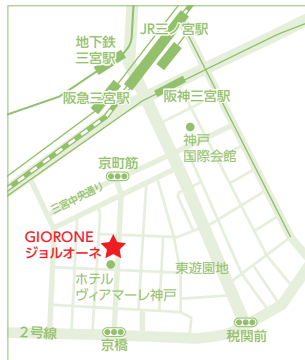 JR三ノ宮駅
地下鉄
三宮駅
阪急三宮駅
阪神三宮駅
神戸
国際会館
京町筋
三宮中央通り
GIORONE
ジョルオーネ
東遊園地
ホテル
ヴィアマーレ神戸
2号線
京橋
税関前